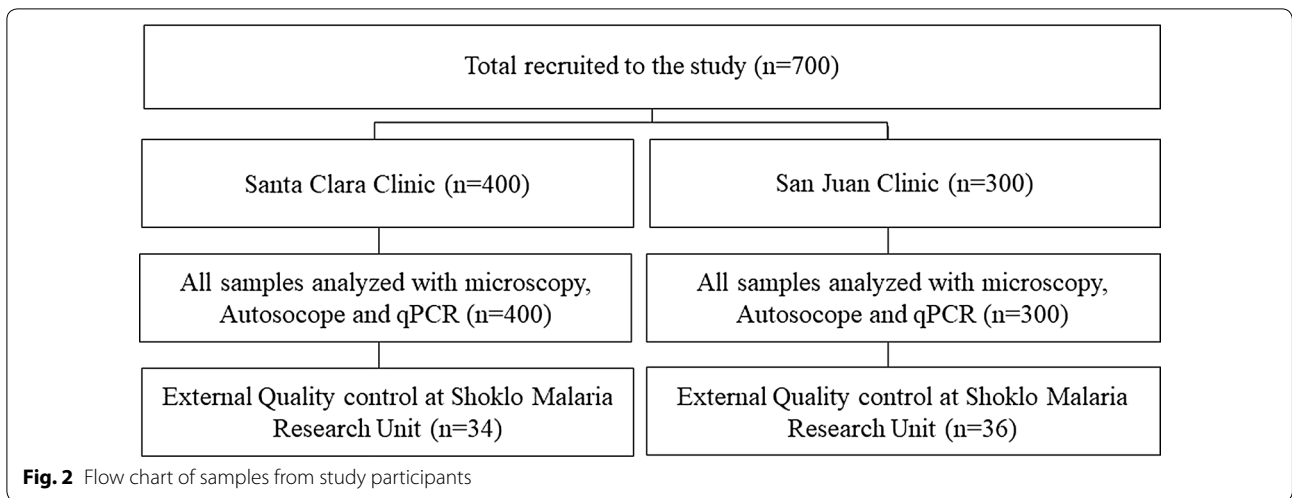 Total recruited to the study (n=700)
Santa Clara Clinic (n=400)
San Juan Clinic (n=300)
All samples analyzed with microscopy,
Autosocope and qPCR (n=400)
All samples analyzed with microscopy,
Autosocope and qPCR (n=300)
External Quality control at Shoklo Malaria
Research Unit (n=34)
External Quality control at Shoklo Malaria
Research Unit (n=36)
Fig. 2 Flow chart of samples from study participants